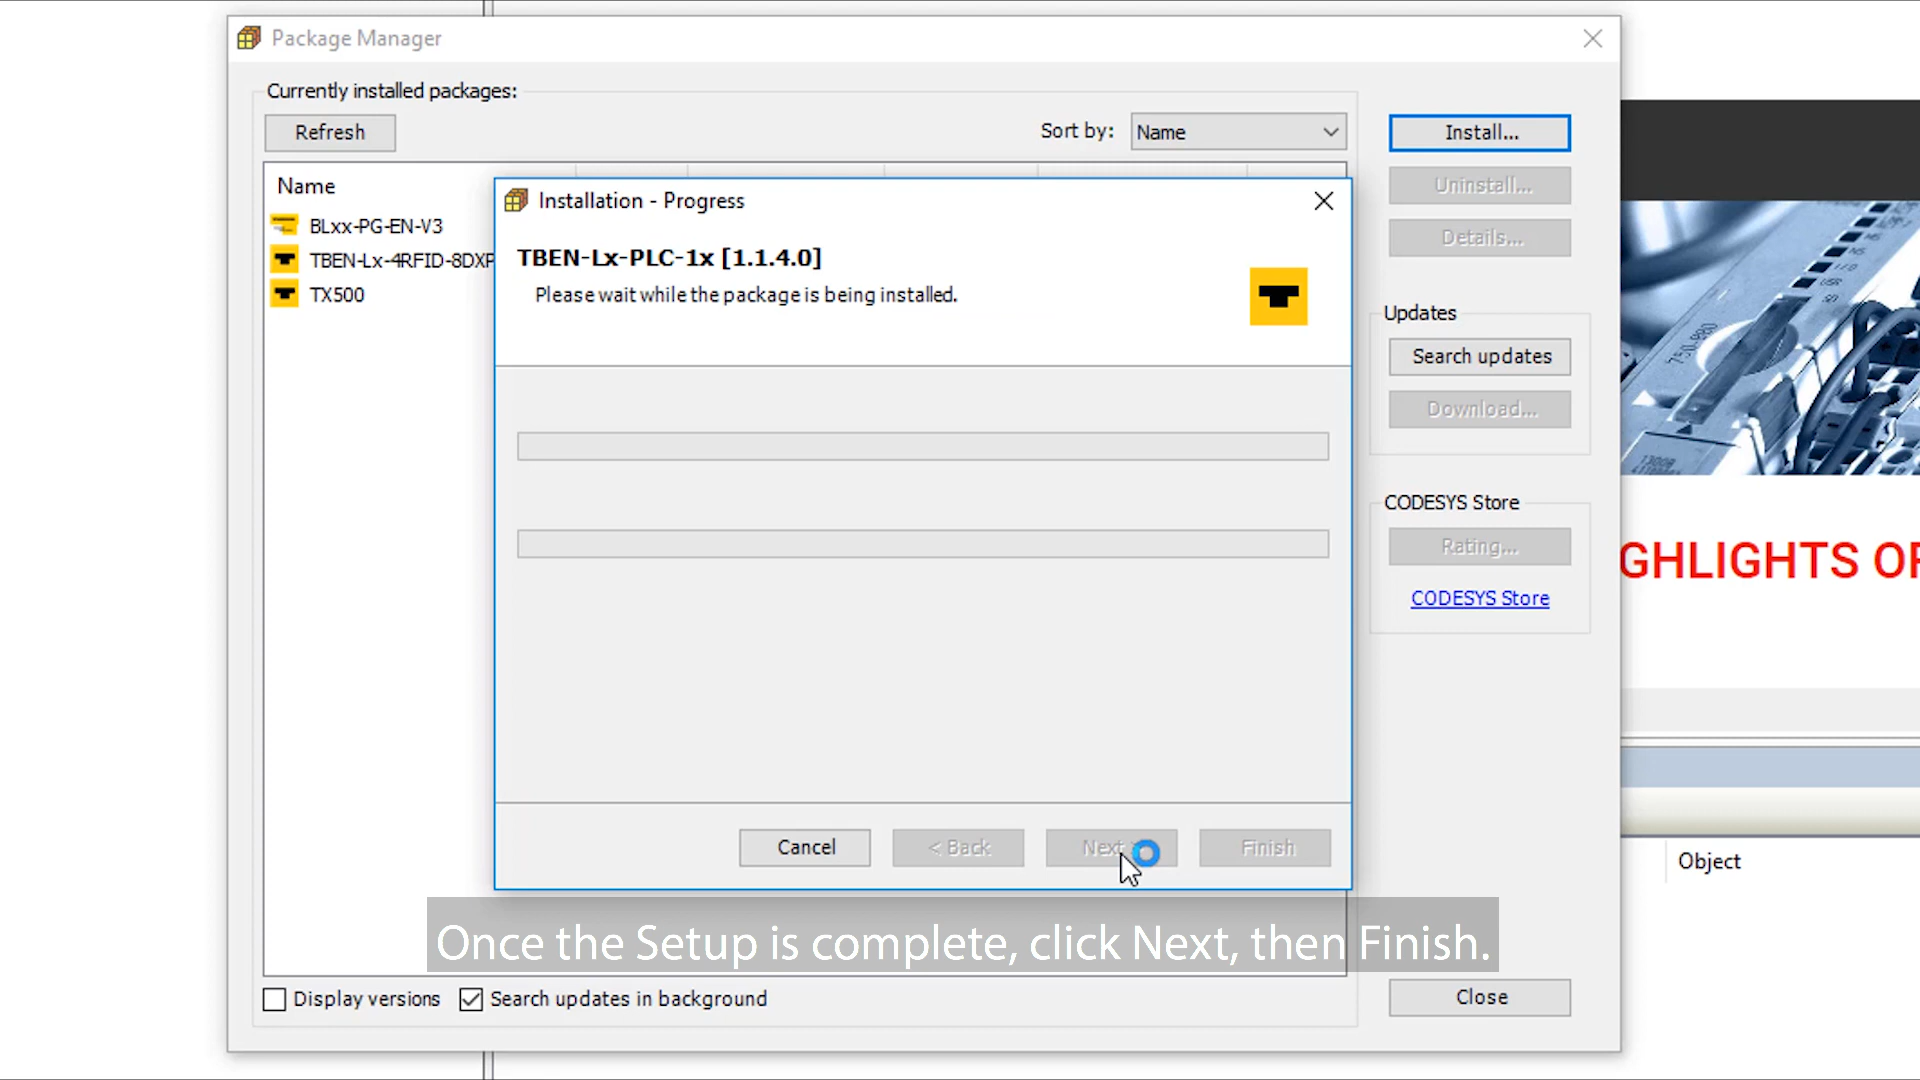 Package Manager
Currently installed packages:
Refresh
Sort by:
Name
Install...
Name
Uninstall...
Details...
BLxx-PG-EN-V3
TBEN-Lx-4RFID-8DXP
TX500
Installation - Progress
TBEN-Lx-PLC-1x [1.1.4.0]
Please wait while the package is being installed.
Updates
Search updates
Download...
CODESYS Store
Rating...
CODESYS Store
750-880
GHLIGHTS OF
Cancel
< Back
Next
Finish
Object
Once the Setup is complete, click Next, then Finish.
Display versions
Search updates in background
Close